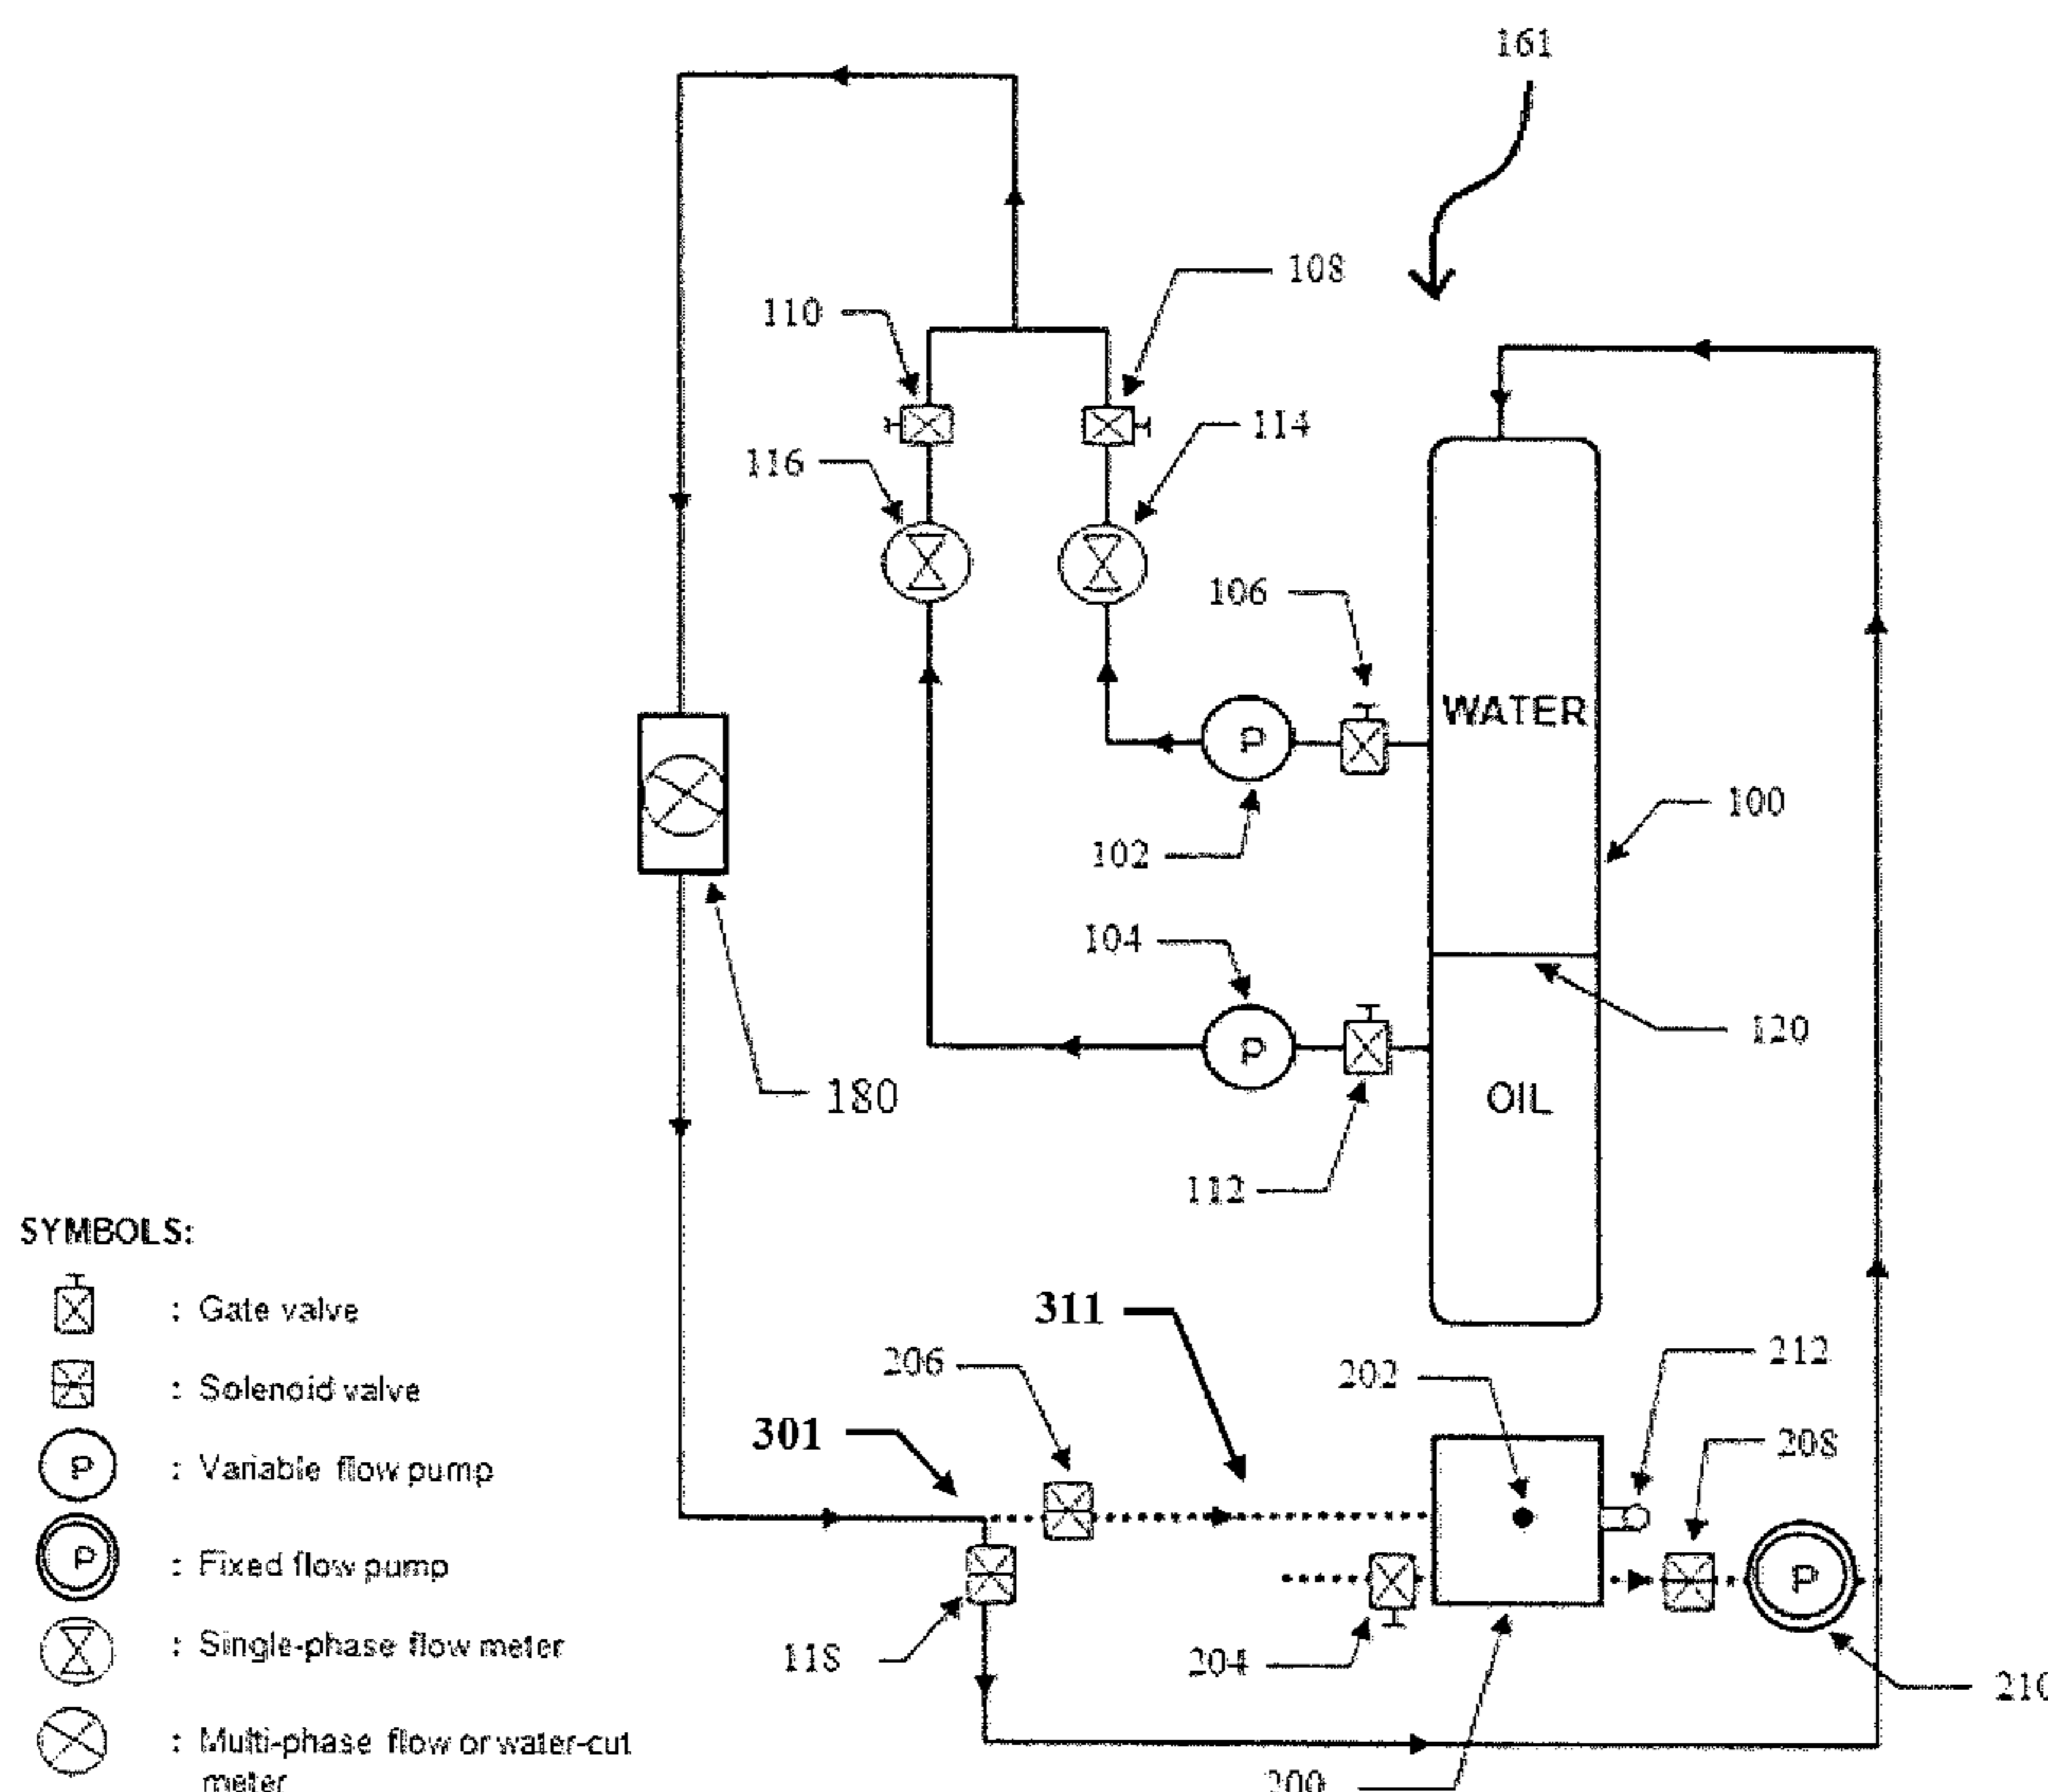 161
108
110
114
116
106
WATER
100
102
104
120
180
OIL
112
SYMBOLS:
: Gate valve
: Solenoid valve
P : Variable flow pump
P : Fixed flow pump
: Single-phase flow meter
: Multi-phase flow or water-cut
meter
P
P
311
206
202
212
301
208
P
118
204
210
200